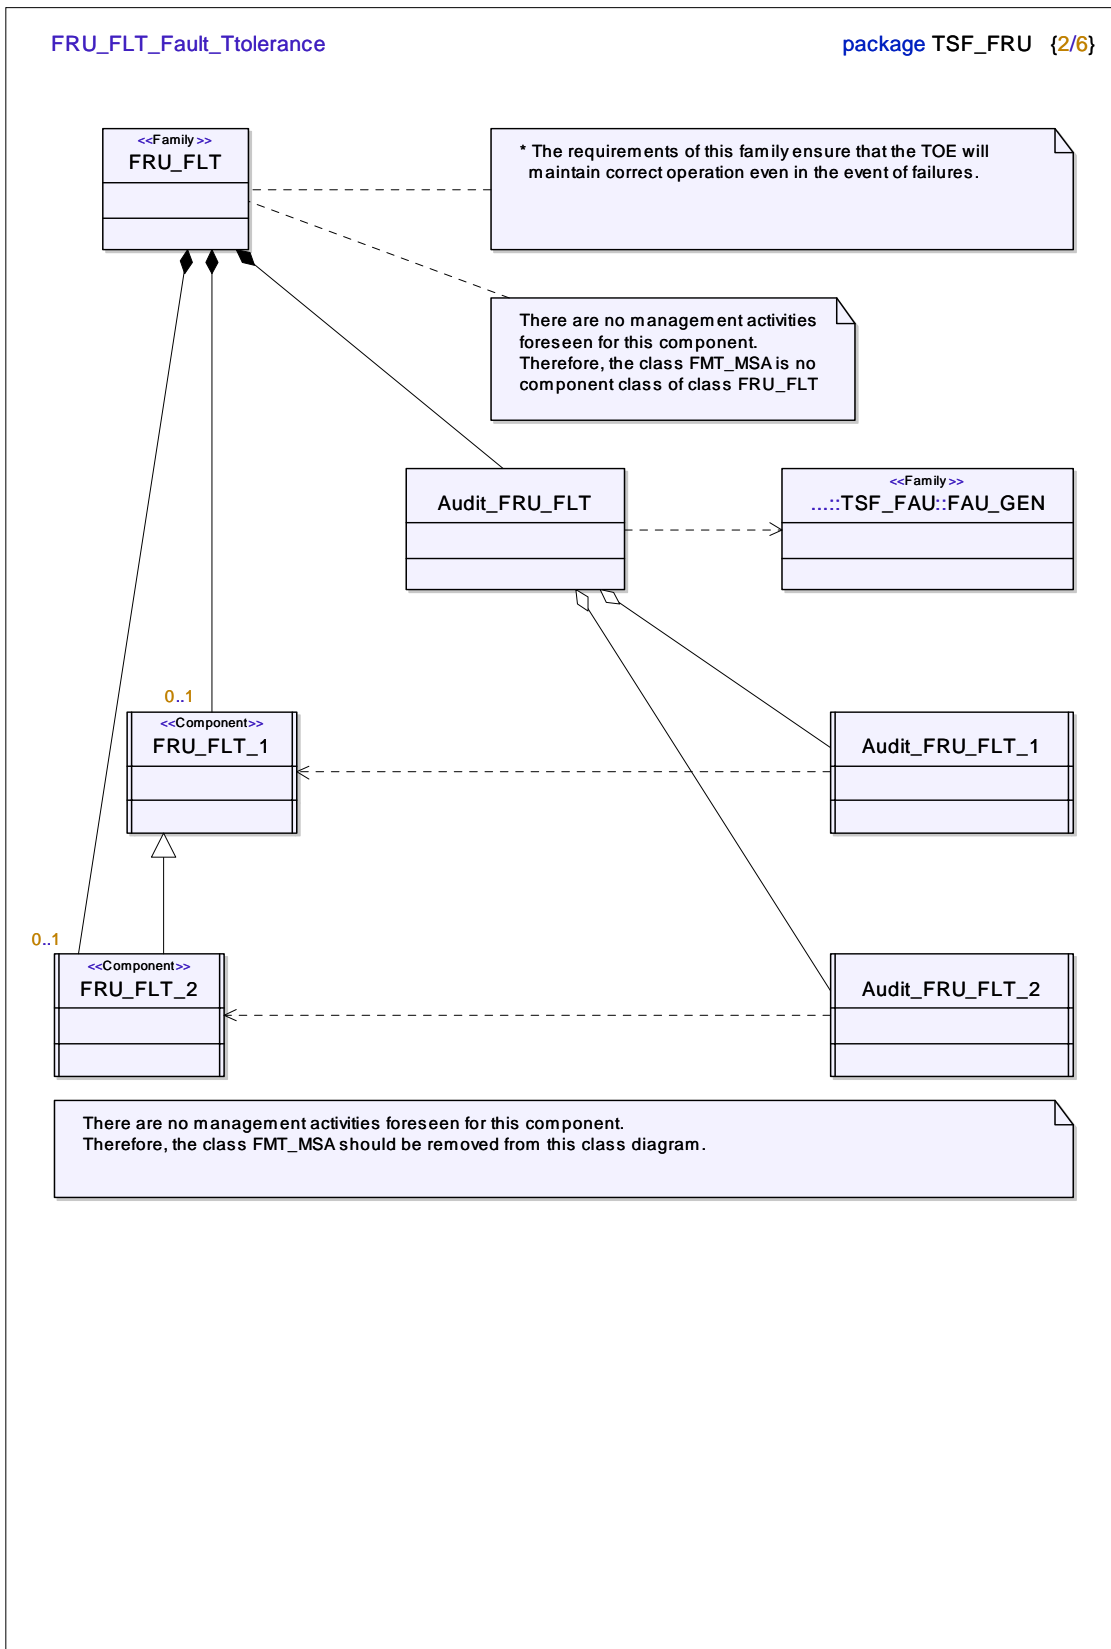 FRU_FLT_Fault_Ttolerance
package TSF_FRU {2/6}
<<Family>>
FRU_FLT
* The requirements of this family ensure that the TOE will
maintain correct operation even in the event of failures.
There are no management activities
foreseen for this component.
Therefore, the class FMT_MSA is no
component class of class FRU_FLT
Audit_FRU_FLT
<<Family>>
...::TSF_FAU::FAU_GEN
0..1
<<Component>>
FRU_FLT_1
Audit_FRU_FLT_1
0..1
<<Component>>
FRU_FLT_2
Audit_FRU_FLT_2
There are no management activities foreseen for this component.
Therefore, the class FMT_MSA should be removed from this class diagram.